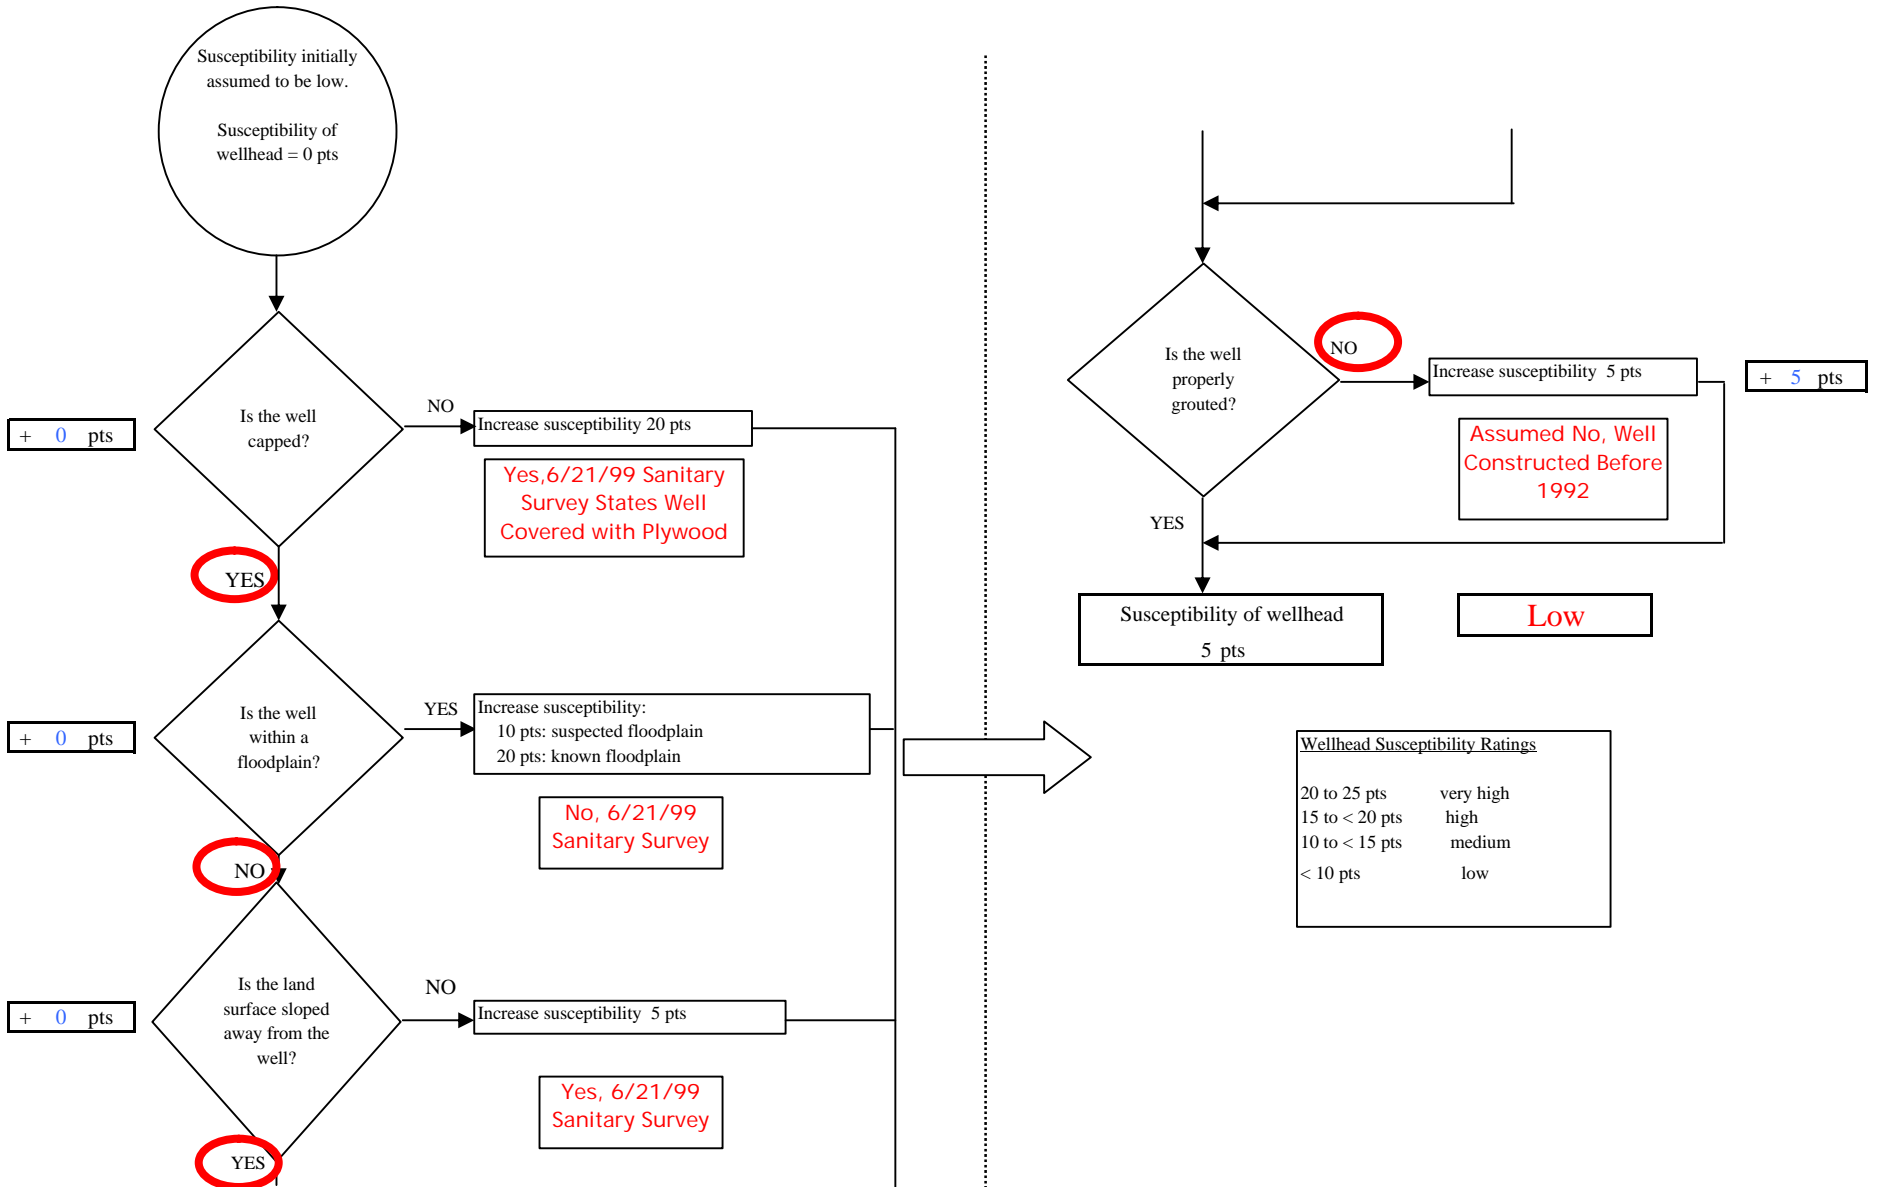 Susceptibility initially
assumed to be low.
Susceptibility of
wellhead = 0 pts
Is the well
capped?
+ 0 pts
NO
Increase susceptibility 20 pts
Yes,6/21/99 Sanitary
Survey States Well
Covered with Plywood
YES
Is the well
within a
floodplain?
+ 0 pts
YES
Increase susceptibility:
10 pts: suspected floodplain
20 pts: known floodplain
No, 6/21/99
Sanitary Survey
NO
Is the land
surface sloped
away from the
well?
+ 0 pts
NO
Increase susceptibility 5 pts
Yes, 6/21/99
Sanitary Survey
YES
Is the well
properly
grouted?
NO
Increase susceptibility 5 pts
+ 5 pts
Assumed No, Well
Constructed Before
1992
YES
Susceptibility of wellhead
5 pts
Low
Wellhead Susceptibility Ratings
20 to 25 pts very high
15 to < 20 pts high
10 to < 15 pts medium
< 10 pts low